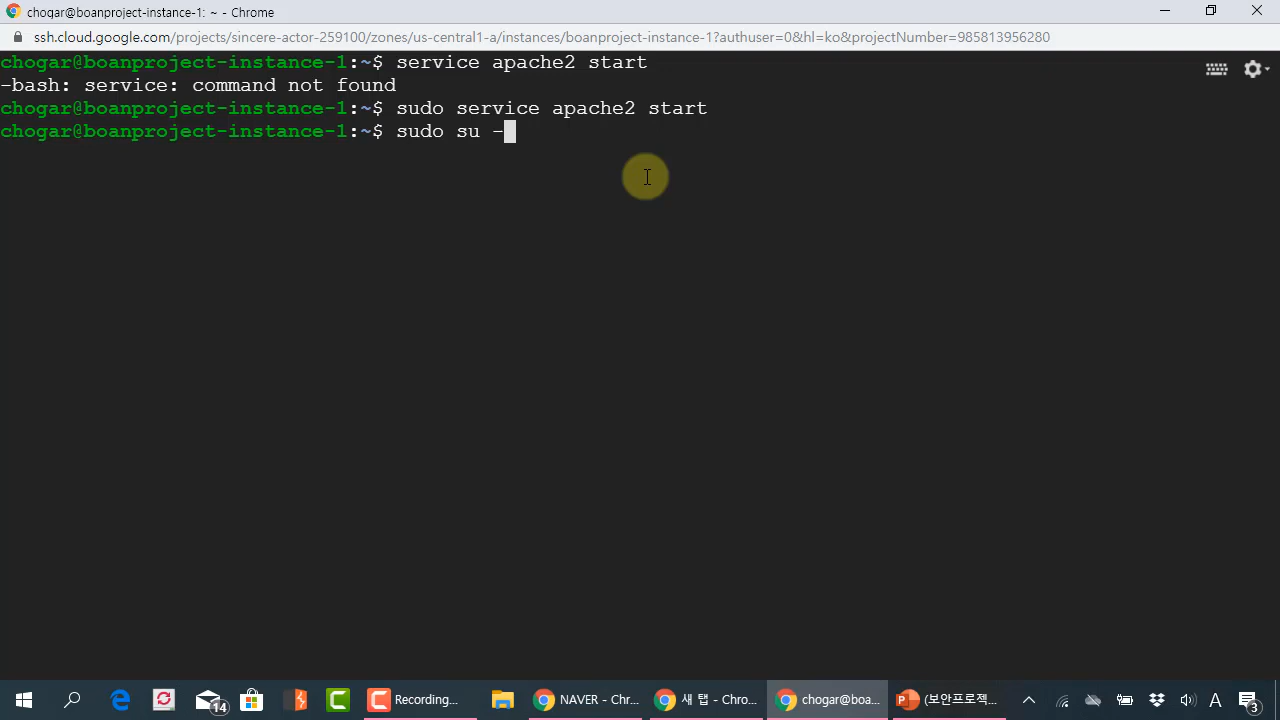 chogar@boanproject-instance-1: ~ - Chrome
ssh.cloud.google.com/projects/sincere-actor-259100/zones/us-central1-a/instances/boanproject-instance-1?authuser=0&hl=ko&projectNumber=985813956280
chogar@boanproject-instance-1:~$ service apache2 start
-bash: service: command not found
chogar@boanproject-instance-1:~$ sudo service apache2 start
chogar@boanproject-instance-1:~$ sudo su -
14
Recording...
NAVER - Chr...
새 탭 - Chro...
chogar@boa...
(보안프로젝...
A
3